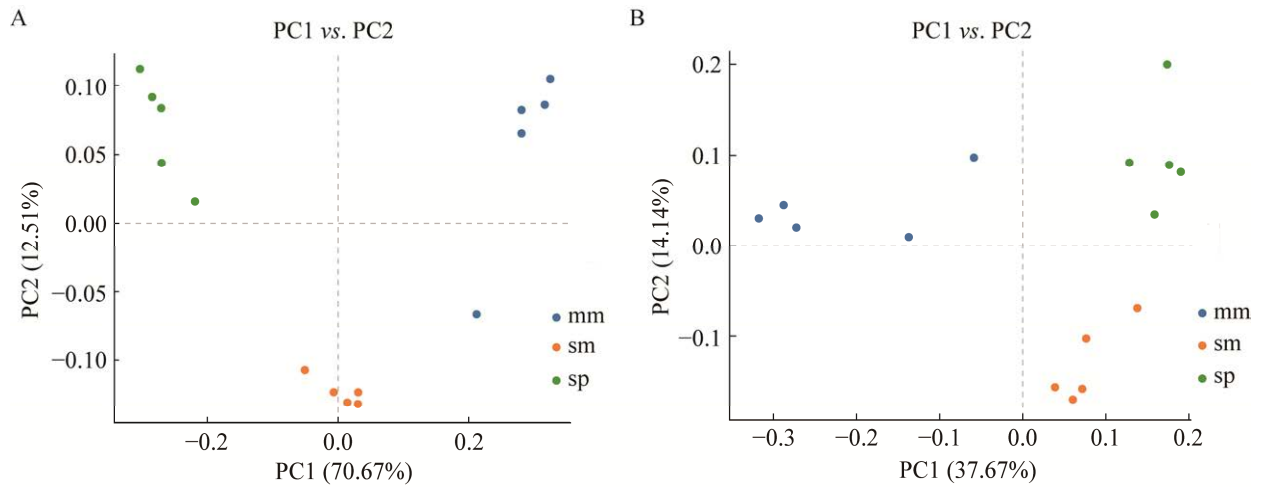 A
PC1 vs. PC2
0.10
0.05
0.00
−0.05
−0.10
PC2 (12.51%)
−0.2
0.0
0.2
PC1 (70.67%)
mm
sm
sp
B
PC1 vs. PC2
0.2
0.1
0.0
−0.1
PC2 (14.14%)
−0.3
−0.2
−0.1
0.0
0.1
0.2
PC1 (37.67%)
mm
sm
sp